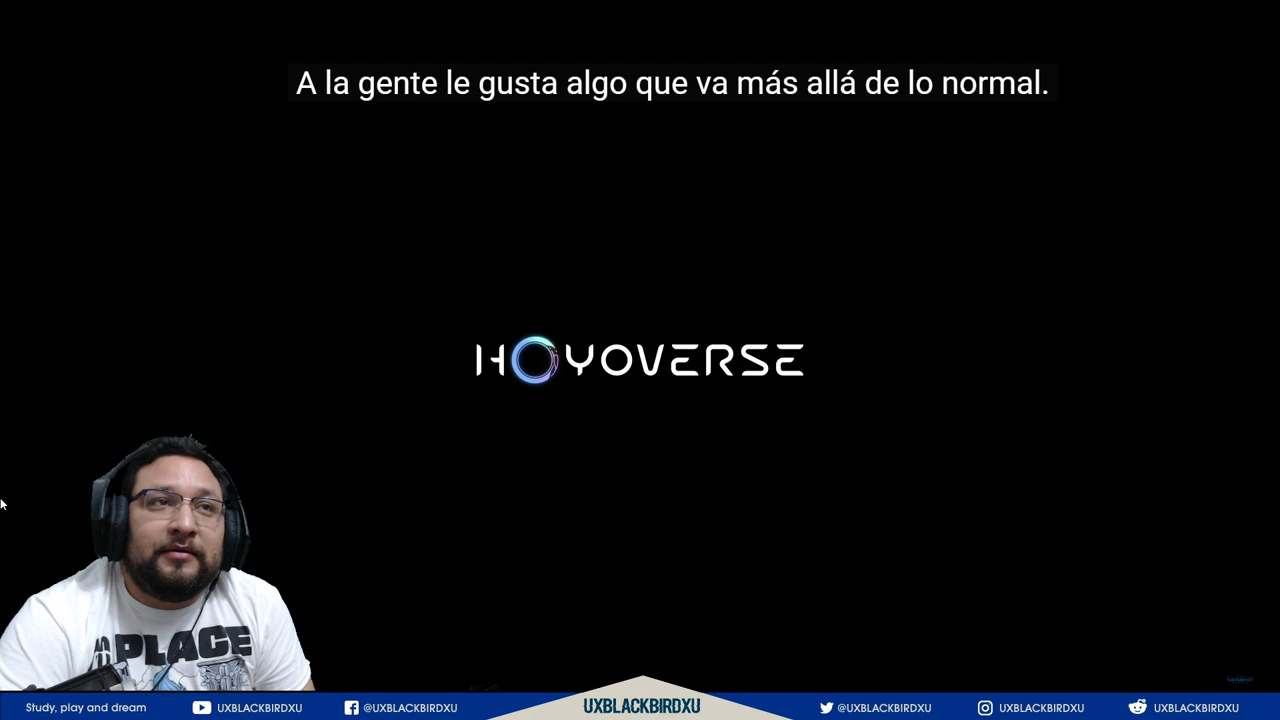 A la gente le gusta algo que va más allá de lo normal.
HOYOVERSE
PLACE
Study, play and dream
UXBLACKBIRDXU
@UXBLACKBIRDXU
UXBLACKBIRDXU
@UXBLACKBIRDXU
UXBLACKBIRDXU
UXBLACKBIRDXU